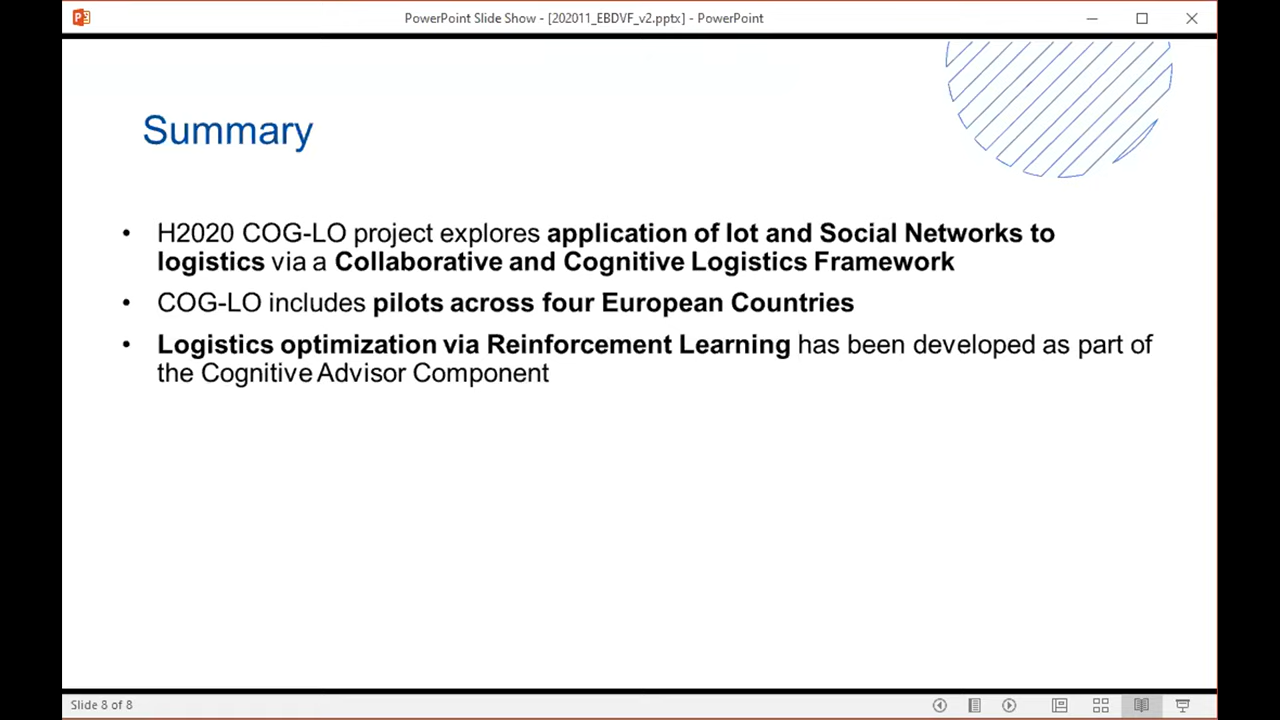 PowerPoint Slide Show - [202011_EBDVF_v2.pptx] - PowerPoint
Summary
• H2020 COG-LO project explores application of Iot and Social Networks to
logistics via a Collaborative and Cognitive Logistics Framework
• COG-LO includes pilots across four European Countries
• Logistics optimization via Reinforcement Learning has been developed as part of
the Cognitive Advisor Component
Slide 8 of 8